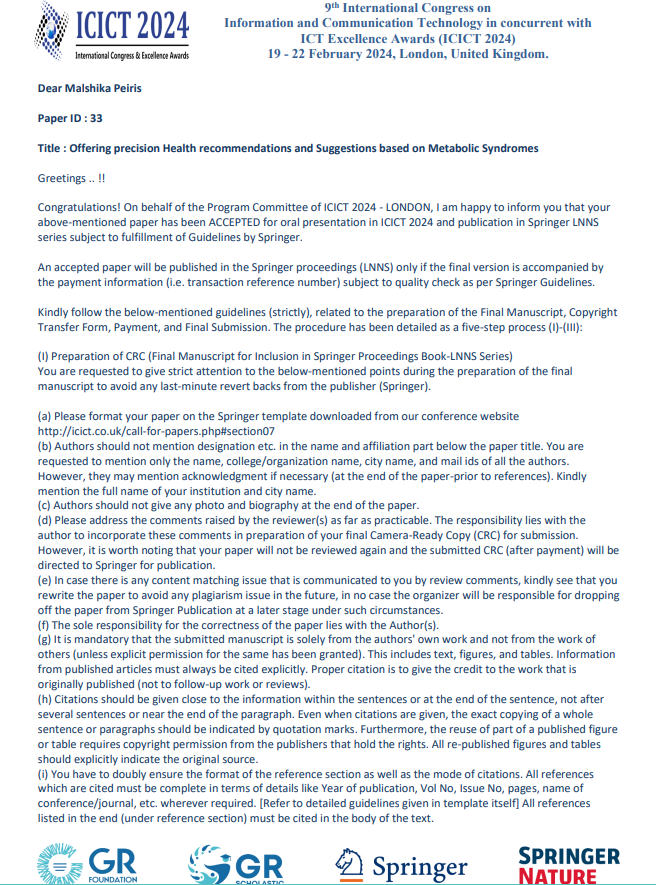 ICICT 2024
International Congress & Excellence Awards
9th International Congress on
Information and Communication Technology in concurrent with
ICT Excellence Awards (ICICT 2024)
19 - 22 February 2024, London, United Kingdom.
Dear Malshika Peiris
Paper ID : 33
Title : Offering precision Health recommendations and Suggestions based on Metabolic Syndromes
Greetings .. !!
Congratulations! On behalf of the Program Committee of ICICT 2024 - LONDON, I am happy to inform you that your
above-mentioned paper has been ACCEPTED for oral presentation in ICICT 2024 and publication in Springer LNNS
series subject to fulfillment of Guidelines by Springer.
An accepted paper will be published in the Springer proceedings (LNNS) only if the final version is accompanied by
the payment information (i.e. transaction reference number) subject to quality check as per Springer Guidelines.
Kindly follow the below-mentioned guidelines (strictly), related to the preparation of the Final Manuscript, Copyright
Transfer Form, Payment, and Final Submission. The procedure has been detailed as a five-step process (I)-(III):
(I) Preparation of CRC (Final Manuscript for Inclusion in Springer Proceedings Book-LNNS Series)
You are requested to give strict attention to the below-mentioned points during the preparation of the final
manuscript to avoid any last-minute revert backs from the publisher (Springer).
(a) Please format your paper on the Springer template downloaded from our conference website
http://icict.co.uk/call-for-papers.php#section07
(b) Authors should not mention designation etc. in the name and affiliation part below the paper title. You are
requested to mention only the name, college/organization name, city name, and mail ids of all the authors.
However, they may mention acknowledgment if necessary (at the end of the paper-prior to references). Kindly
mention the full name of your institution and city name.
(c) Authors should not give any photo and biography at the end of the paper.
(d) Please address the comments raised by the reviewer(s) as far as practicable. The responsibility lies with the
author to incorporate these comments in preparation of your final Camera-Ready Copy (CRC) for submission.
However, it is worth noting that your paper will not be reviewed again and the submitted CRC (after payment) will be
directed to Springer for publication.
(e) In case there is any content matching issue that is communicated to you by review comments, kindly see that you
rewrite the paper to avoid any plagiarism issue in the future, in no case the organizer will be responsible for dropping
off the paper from Springer Publication at a later stage under such circumstances.
(f) The sole responsibility for the correctness of the paper lies with the Author(s).
(g) It is mandatory that the submitted manuscript is solely from the authors' own work and not from the work of
others (unless explicit permission for the same has been granted). This includes text, figures, and tables. Information
from published articles must always be cited explicitly. Proper citation is to give the credit to the work that is
originally published (not to follow-up work or reviews).
(h) Citations should be given close to the information within the sentences or at the end of the sentence, not after
several sentences or near the end of the paragraph. Even when citations are given, the exact copying of a whole
sentence or paragraphs should be indicated by quotation marks. Furthermore, the reuse of part of a published figure
or table requires copyright permission from the publishers that hold the rights. All re-published figures and tables
should explicitly indicate the original source.
(i) You have to doubly ensure the format of the reference section as well as the mode of citations. All references
which are cited must be complete in terms of details like Year of publication, Vol No, Issue No, pages, name of
conference/journal, etc. wherever required. [Refer to detailed guidelines given in template itself] All references
listed in the end (under reference section) must be cited in the body of the text.
GR
FOUNDATION
GR
SCHOLASTIC
Springer
SPRINGER
NATURE